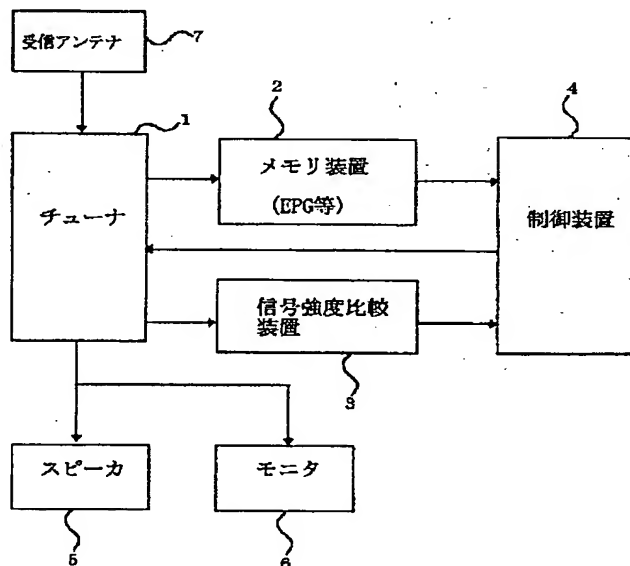 受信アンテナ
7
1
2
4
メモリ装置
(EPG等)
チューナ
制御装置
信号強度比較
装置
3
スピーカ
モニタ
5
6